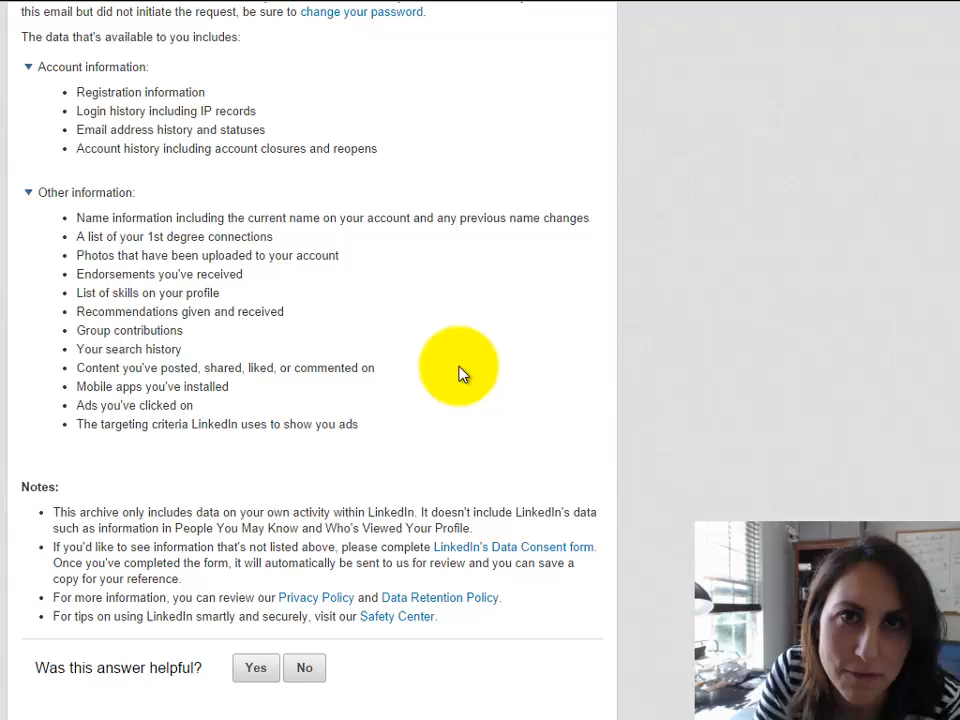 this email but did not initiate the request, be sure to change your password.
The data that's available to you includes:
Account information:
Registration information
Login history including IP records
Email address history and statuses
Account history including account closures and reopens
Other information:
Name information including the current name on your account and any previous name changes
A list of your 1st degree connections
Photos that have been uploaded to your account
Endorsements you've received
List of skills on your profile
Recommendations given and received
Group contributions
Your search history
Content you've posted, shared, liked, or commented on
Mobile apps you've installed
Ads you've clicked on
The targeting criteria LinkedIn uses to show you ads
Notes:
This archive only includes data on your own activity within LinkedIn. It doesn't include LinkedIn's data
such as information in People You May Know and Who's Viewed Your Profile.
If you'd like to see information that's not listed above, please complete LinkedIn's Data Consent form.
Once you've completed the form, it will automatically be sent to us for review and you can save a
copy for your reference.
For more information, you can review our Privacy Policy and Data Retention Policy.
For tips on using LinkedIn smartly and securely, visit our Safety Center.
Was this answer helpful? Yes No